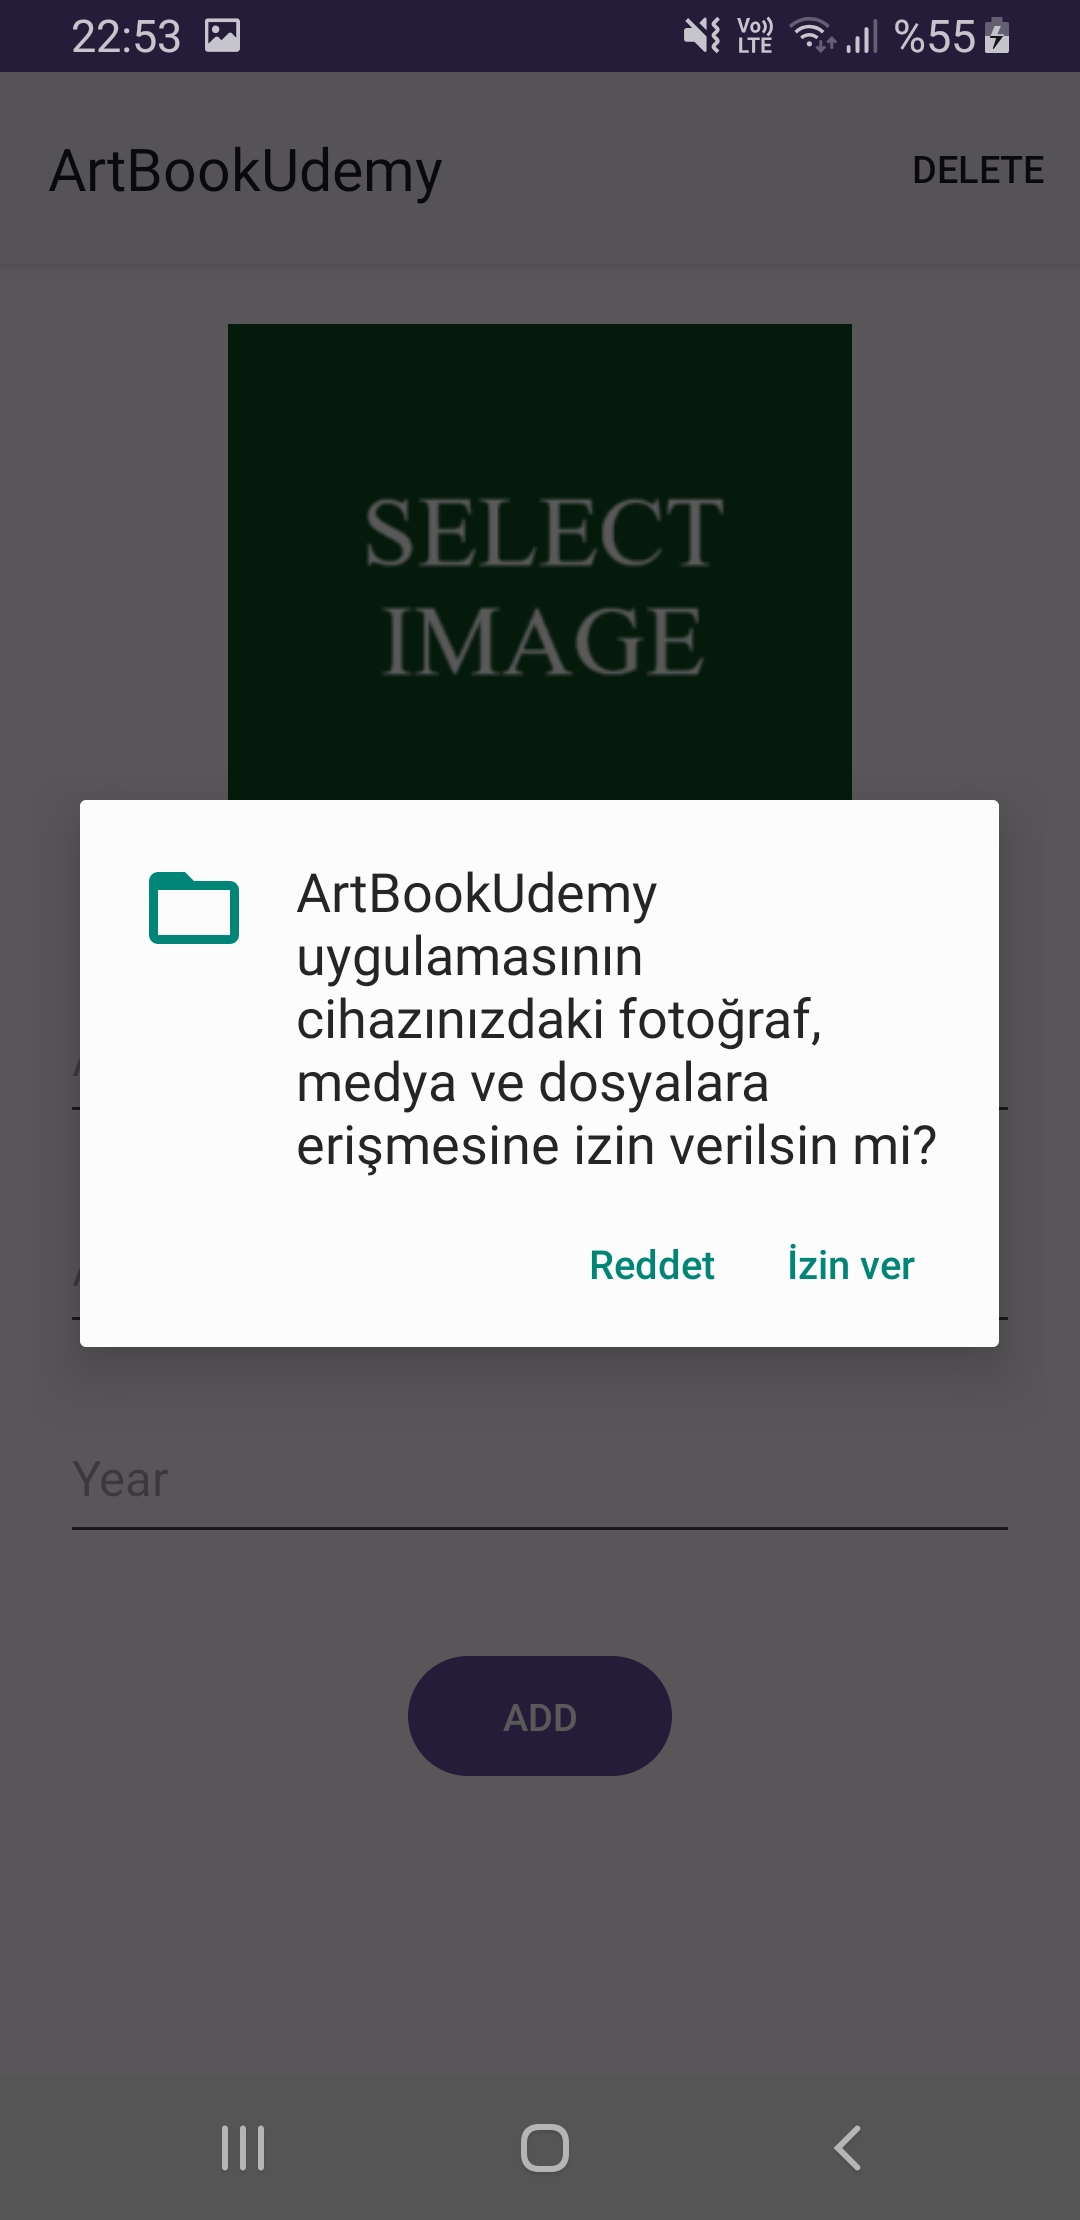 22:53
Vo)) LTE %55
ArtBookUdemy
DELETE
SELECT
IMAGE
ArtBookUdemy
uygulamasının
cihazınızdaki fotoğraf,
medya ve dosyalara
erişmesine izin verilsin mi?
Reddet
İzin ver
Year
ADD